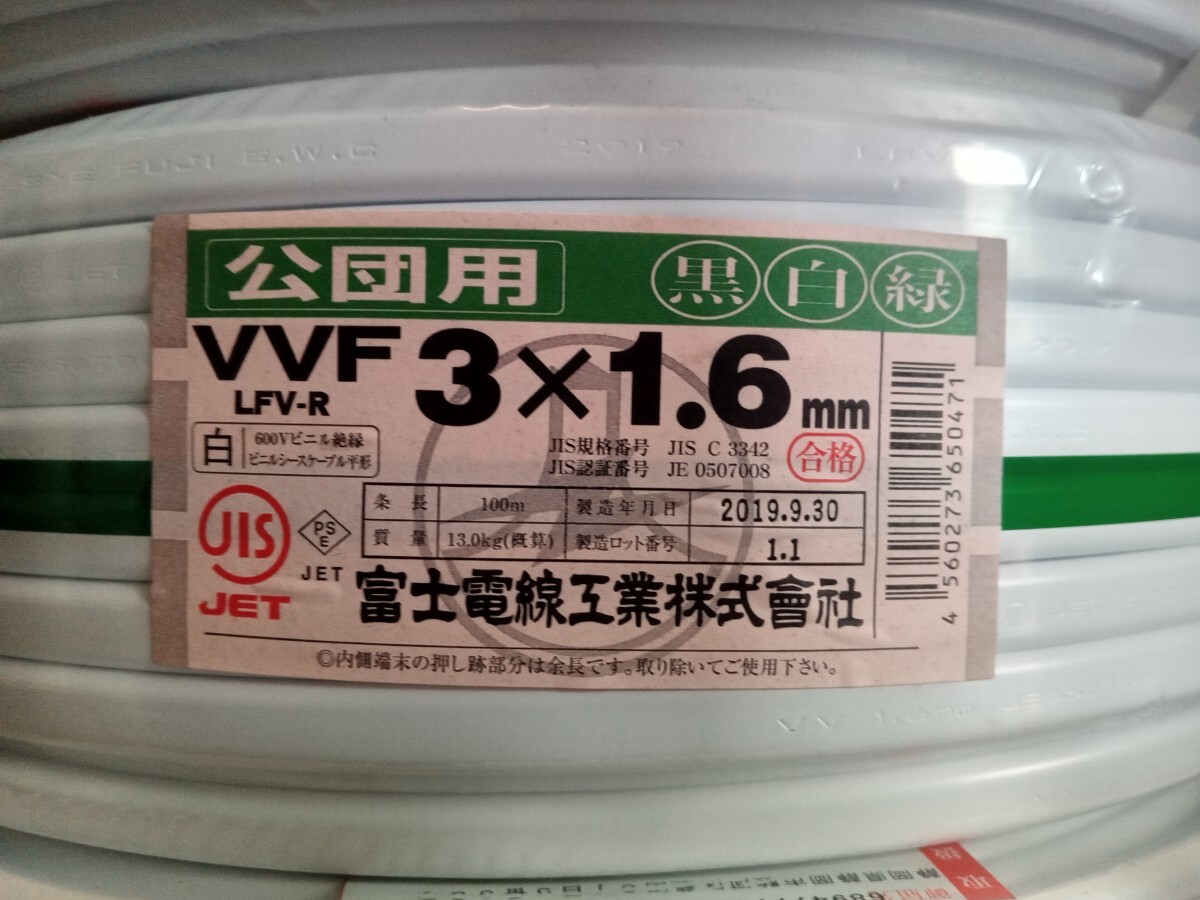 FUJI E.W.C 2019 LFV
JET
公団用 黒 白 緑
VVF 3×1.6mm
LFV-R
白 600Vビニル絶縁
ビニルシースケーブル平形
JIS規格番号 JIS C 3342
JIS認証番号 JE 0507008
合格
条長 100m 製造年月日 2019.9.30
質量 13.0kg(概算) 製造ロット番号 1.1
JIS
JET
PS
E
JET
富士電線工業株式會社
◎内側端末の押し跡部分は余長です。取り除いてご使用下さい。
4 560273 650471
VV